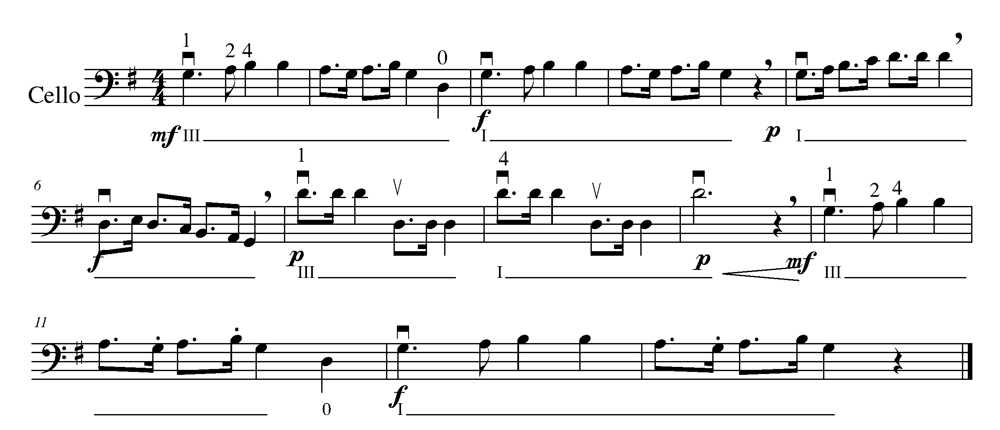 1 2 4 0
Cello
mf f p
III I I
1 4 1 2 4
6
f p p mf
III I III
11
f
0 I